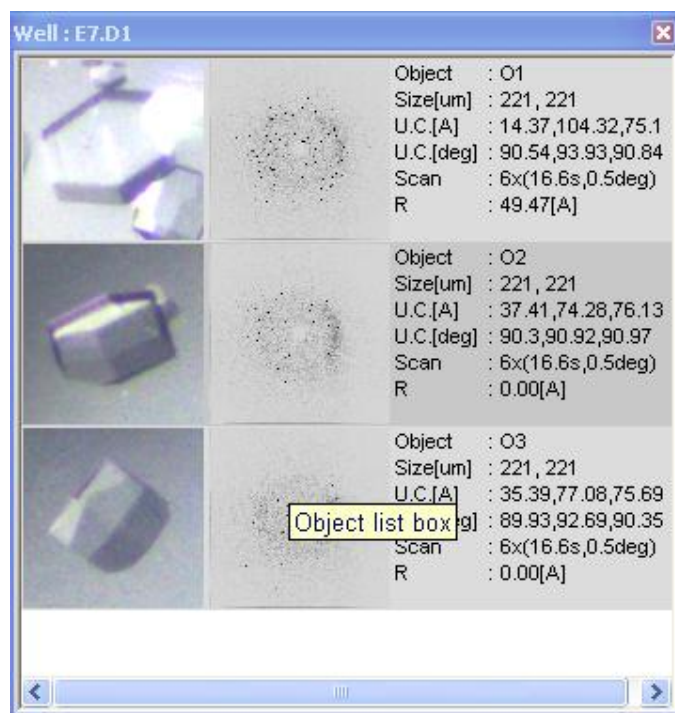 Well : E7.D1
Object : O1
Size[um] : 221, 221
U.C.[A] : 14.37,104.32,75.1
U.C.[deg] : 90.54,93.93,90.84
Scan : 6x(16.6s,0.5deg)
R : 49.47[A]
Object : O2
Size[um] : 221, 221
U.C.[A] : 37.41,74.28,76.13
U.C.[deg] : 90.3,90.92,90.97
Scan : 6x(16.6s,0.5deg)
R : 0.00[A]
Object : O3
Size[um] : 221, 221
U.C.[A] : 35.39,77.08,75.69
Object list box eg] : 89.93,92.69,90.35
Scan : 6x(16.6s,0.5deg)
R : 0.00[A]